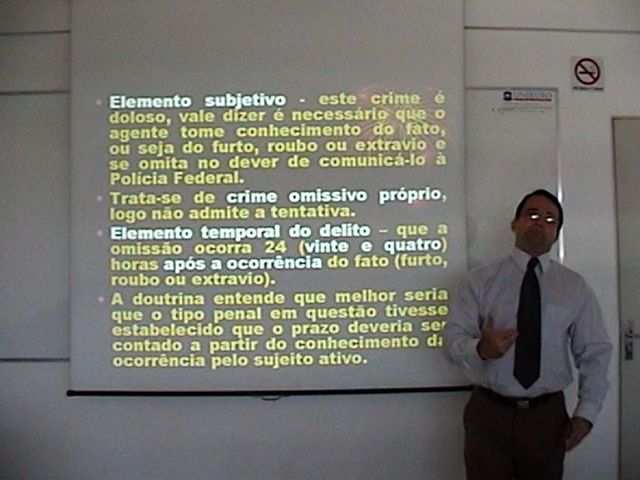 Elemento subjetivo - este crime é
doloso, vale dizer é necessário que o
agente tome conhecimento do fato,
ou seja do furto, roubo ou extravio e
se omita no dever de comunicá-lo à
Polícia Federal.
Trata-se de crime omissivo próprio,
logo não admite a tentativa.
Elemento temporal do delito – que a
omissão ocorra 24 (vinte e quatro)
horas após a ocorrência do fato (furto,
roubo ou extravio).
A doutrina entende que melhor seria
que o tipo penal em questão tivesse
estabelecido que o prazo deveria ser
contado a partir do conhecimento da
ocorrência pelo sujeito ativo.
UNIEURO